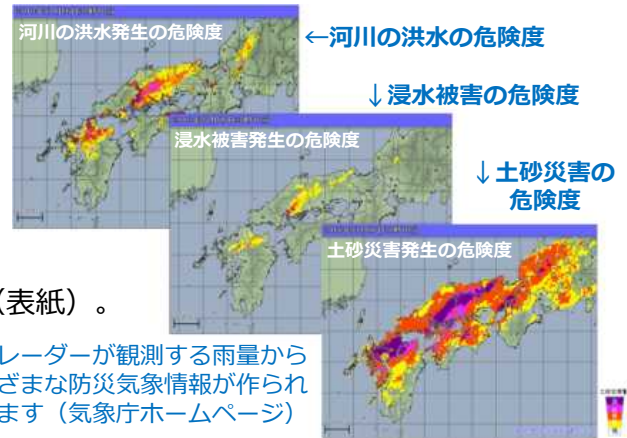 河川の洪水発生の危険度
←河川の洪水の危険度
↓浸水被害の危険度
浸水被害発生の危険度
↓土砂災害の
危険度
土砂災害発生の危険度
(表紙）。
レーダーが観測する雨量から
ざまな防災気象情報が作られ
ます（気象庁ホームページ）